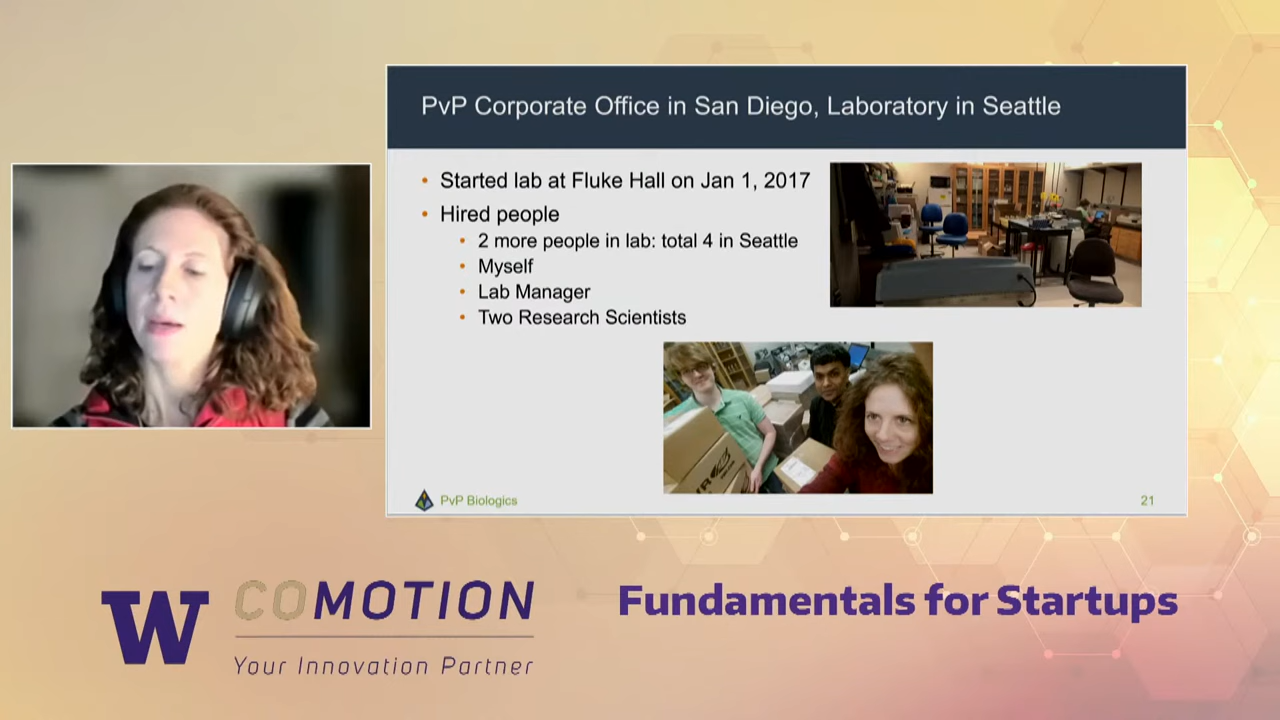 PvP Corporate Office in San Diego, Laboratory in Seattle
• Started lab at Fluke Hall on Jan 1, 2017
• Hired people
• 2 more people in lab: total 4 in Seattle
• Myself
• Lab Manager
• Two Research Scientists
PvP Biologics
21
W
COMOTION
Your Innovation Partner
Fundamentals for Startups